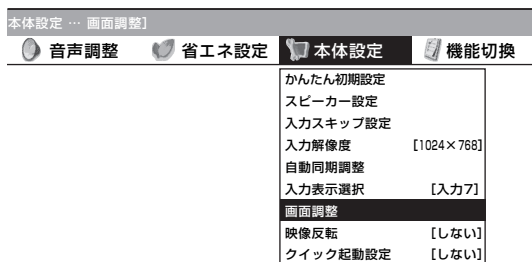 本体設定 … 画面調整]
音声調整 省エネ設定 本体設定 機能切換
かんたん初期設定
スピーカー設定
入力スキップ設定
入力解像度 [1024×768]
自動同期調整
入力表示選択 [入力7]
画面調整
映像反転 [しない]
クイック起動設定 [しない]